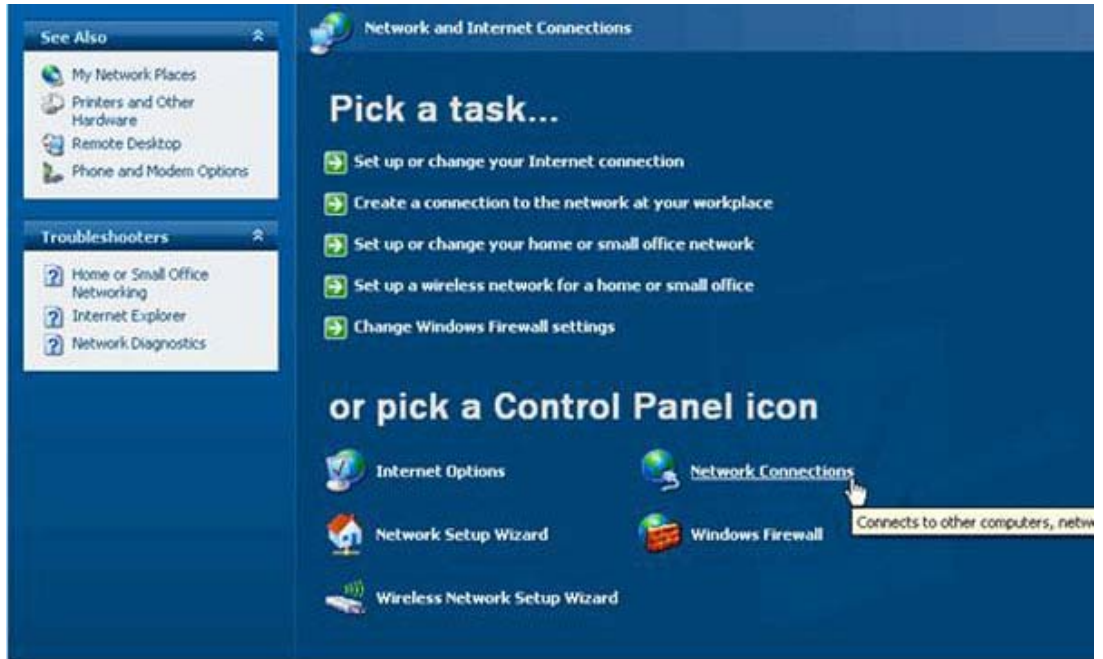 See Also
My Network Places
Printers and Other
Hardware
Remote Desktop
Phone and Modem Options
Troubleshooters
Home or Small Office
Networking
Internet Explorer
Network Diagnostics
Network and Internet Connections
Pick a task...
Set up or change your Internet connection
Create a connection to the network at your workplace
Set up or change your home or small office network
Set up a wireless network for a home or small office
Change Windows Firewall settings
or pick a Control Panel icon
Internet Options
Network Connections
Connects to other computers, netw
Network Setup Wizard
Windows Firewall
Wireless Network Setup Wizard